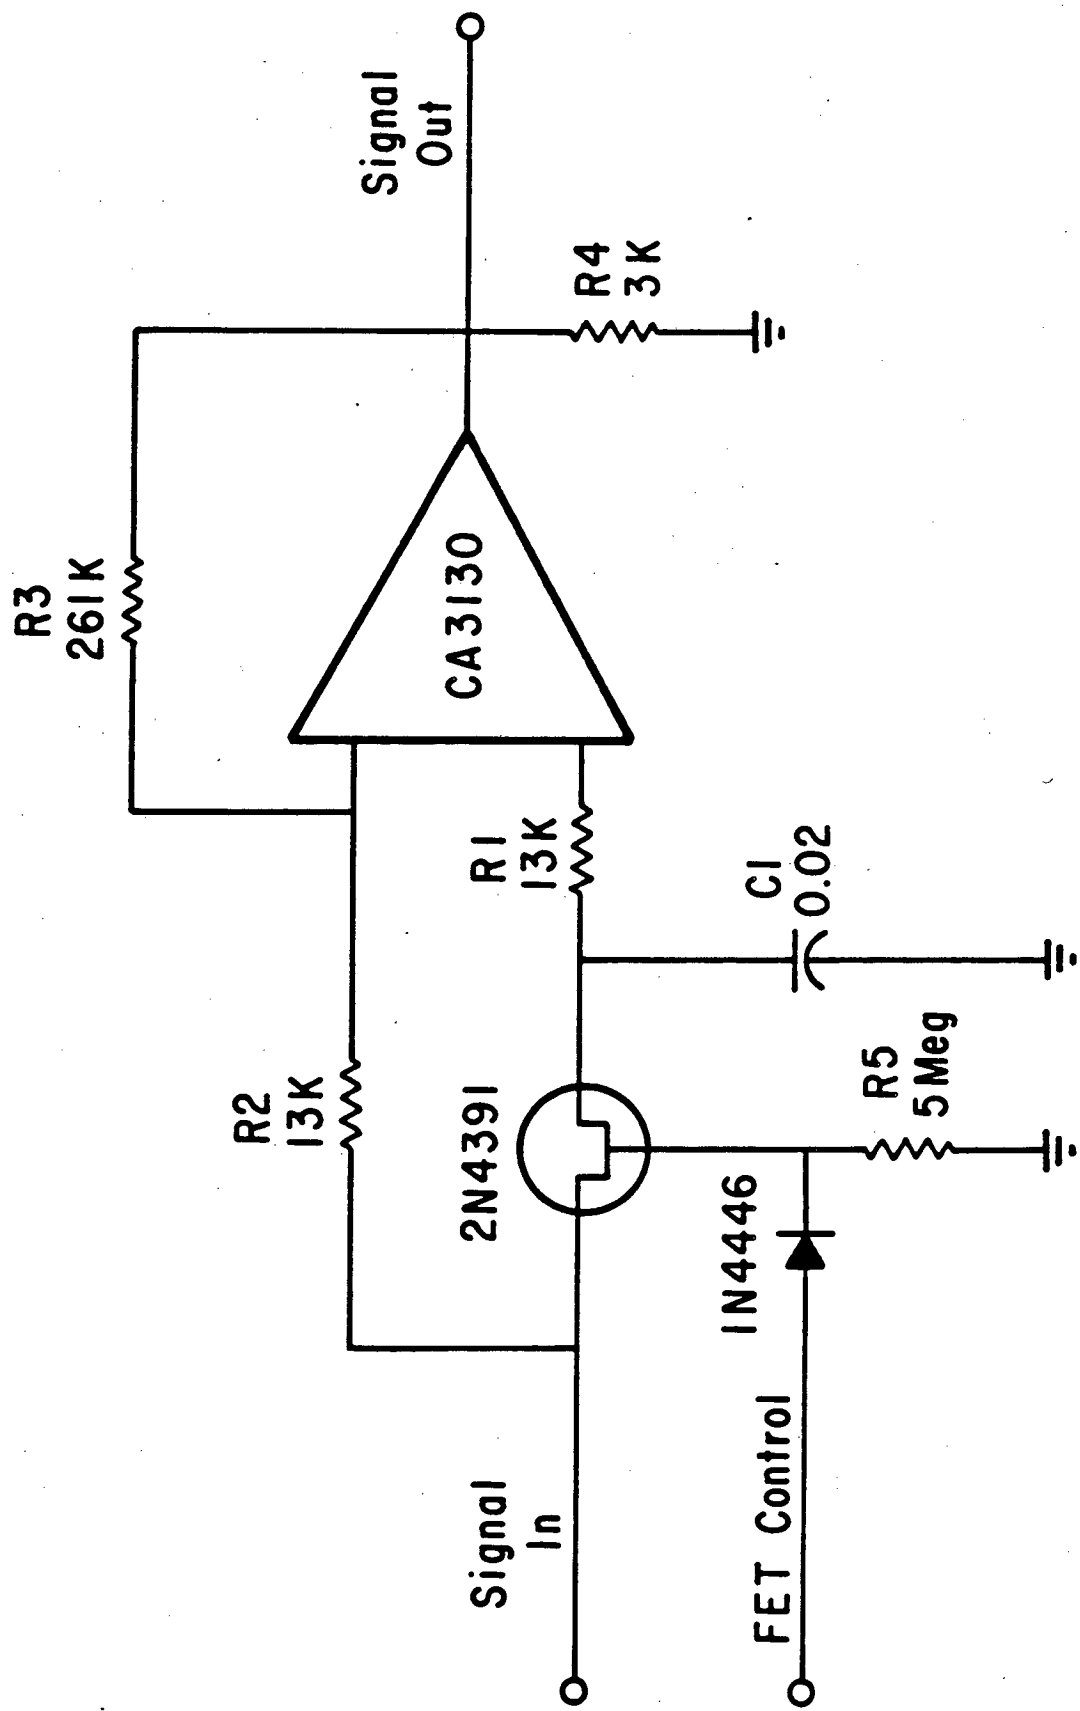 R3
261K
Signal
Out
R2
13K
CA3130
R4
3K
2N4391
R1
13K
Signal
In
1N4446
C1
0.02
FET Control
R5
5Meg